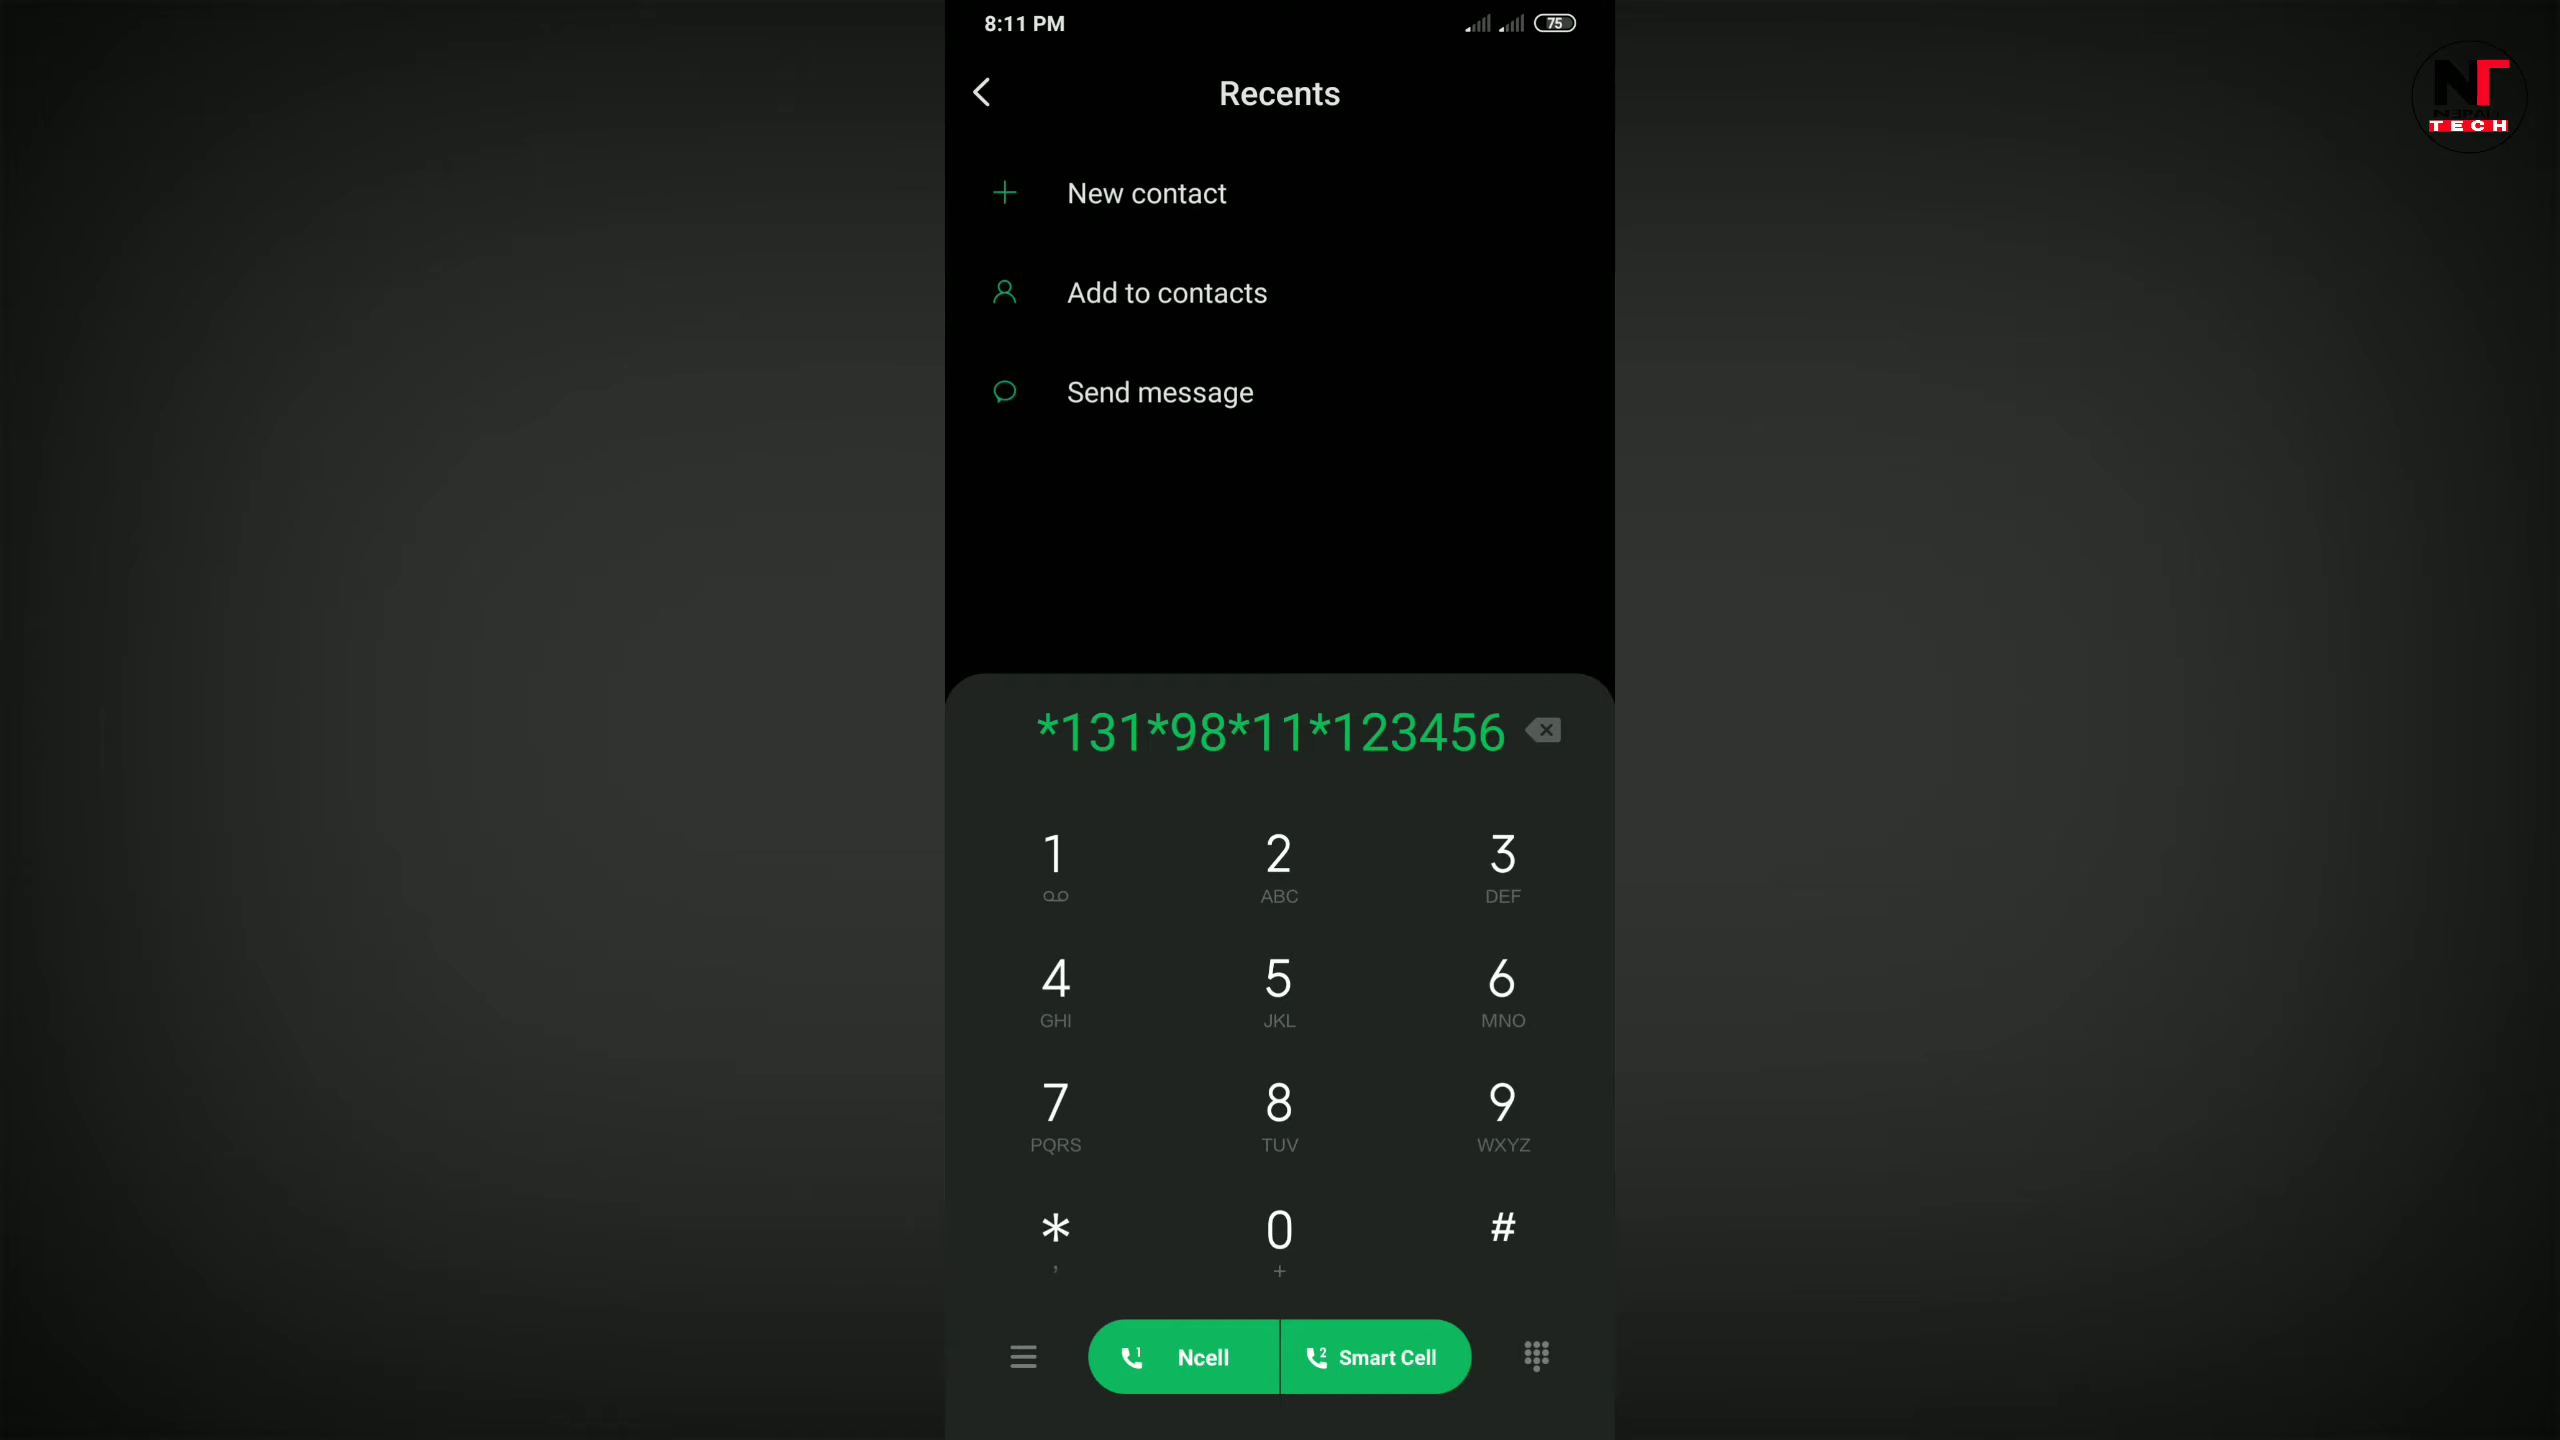 8:11 PM
75
NT
TECH
Recents
New contact
Add to contacts
Send message
*131*98*11*123456
1 2 3
ABC DEF
4 5 6
GHI JKL MNO
7 8 9
PQRS TUV WXYZ
* 0 #
, +
1 Ncell 2 Smart Cell